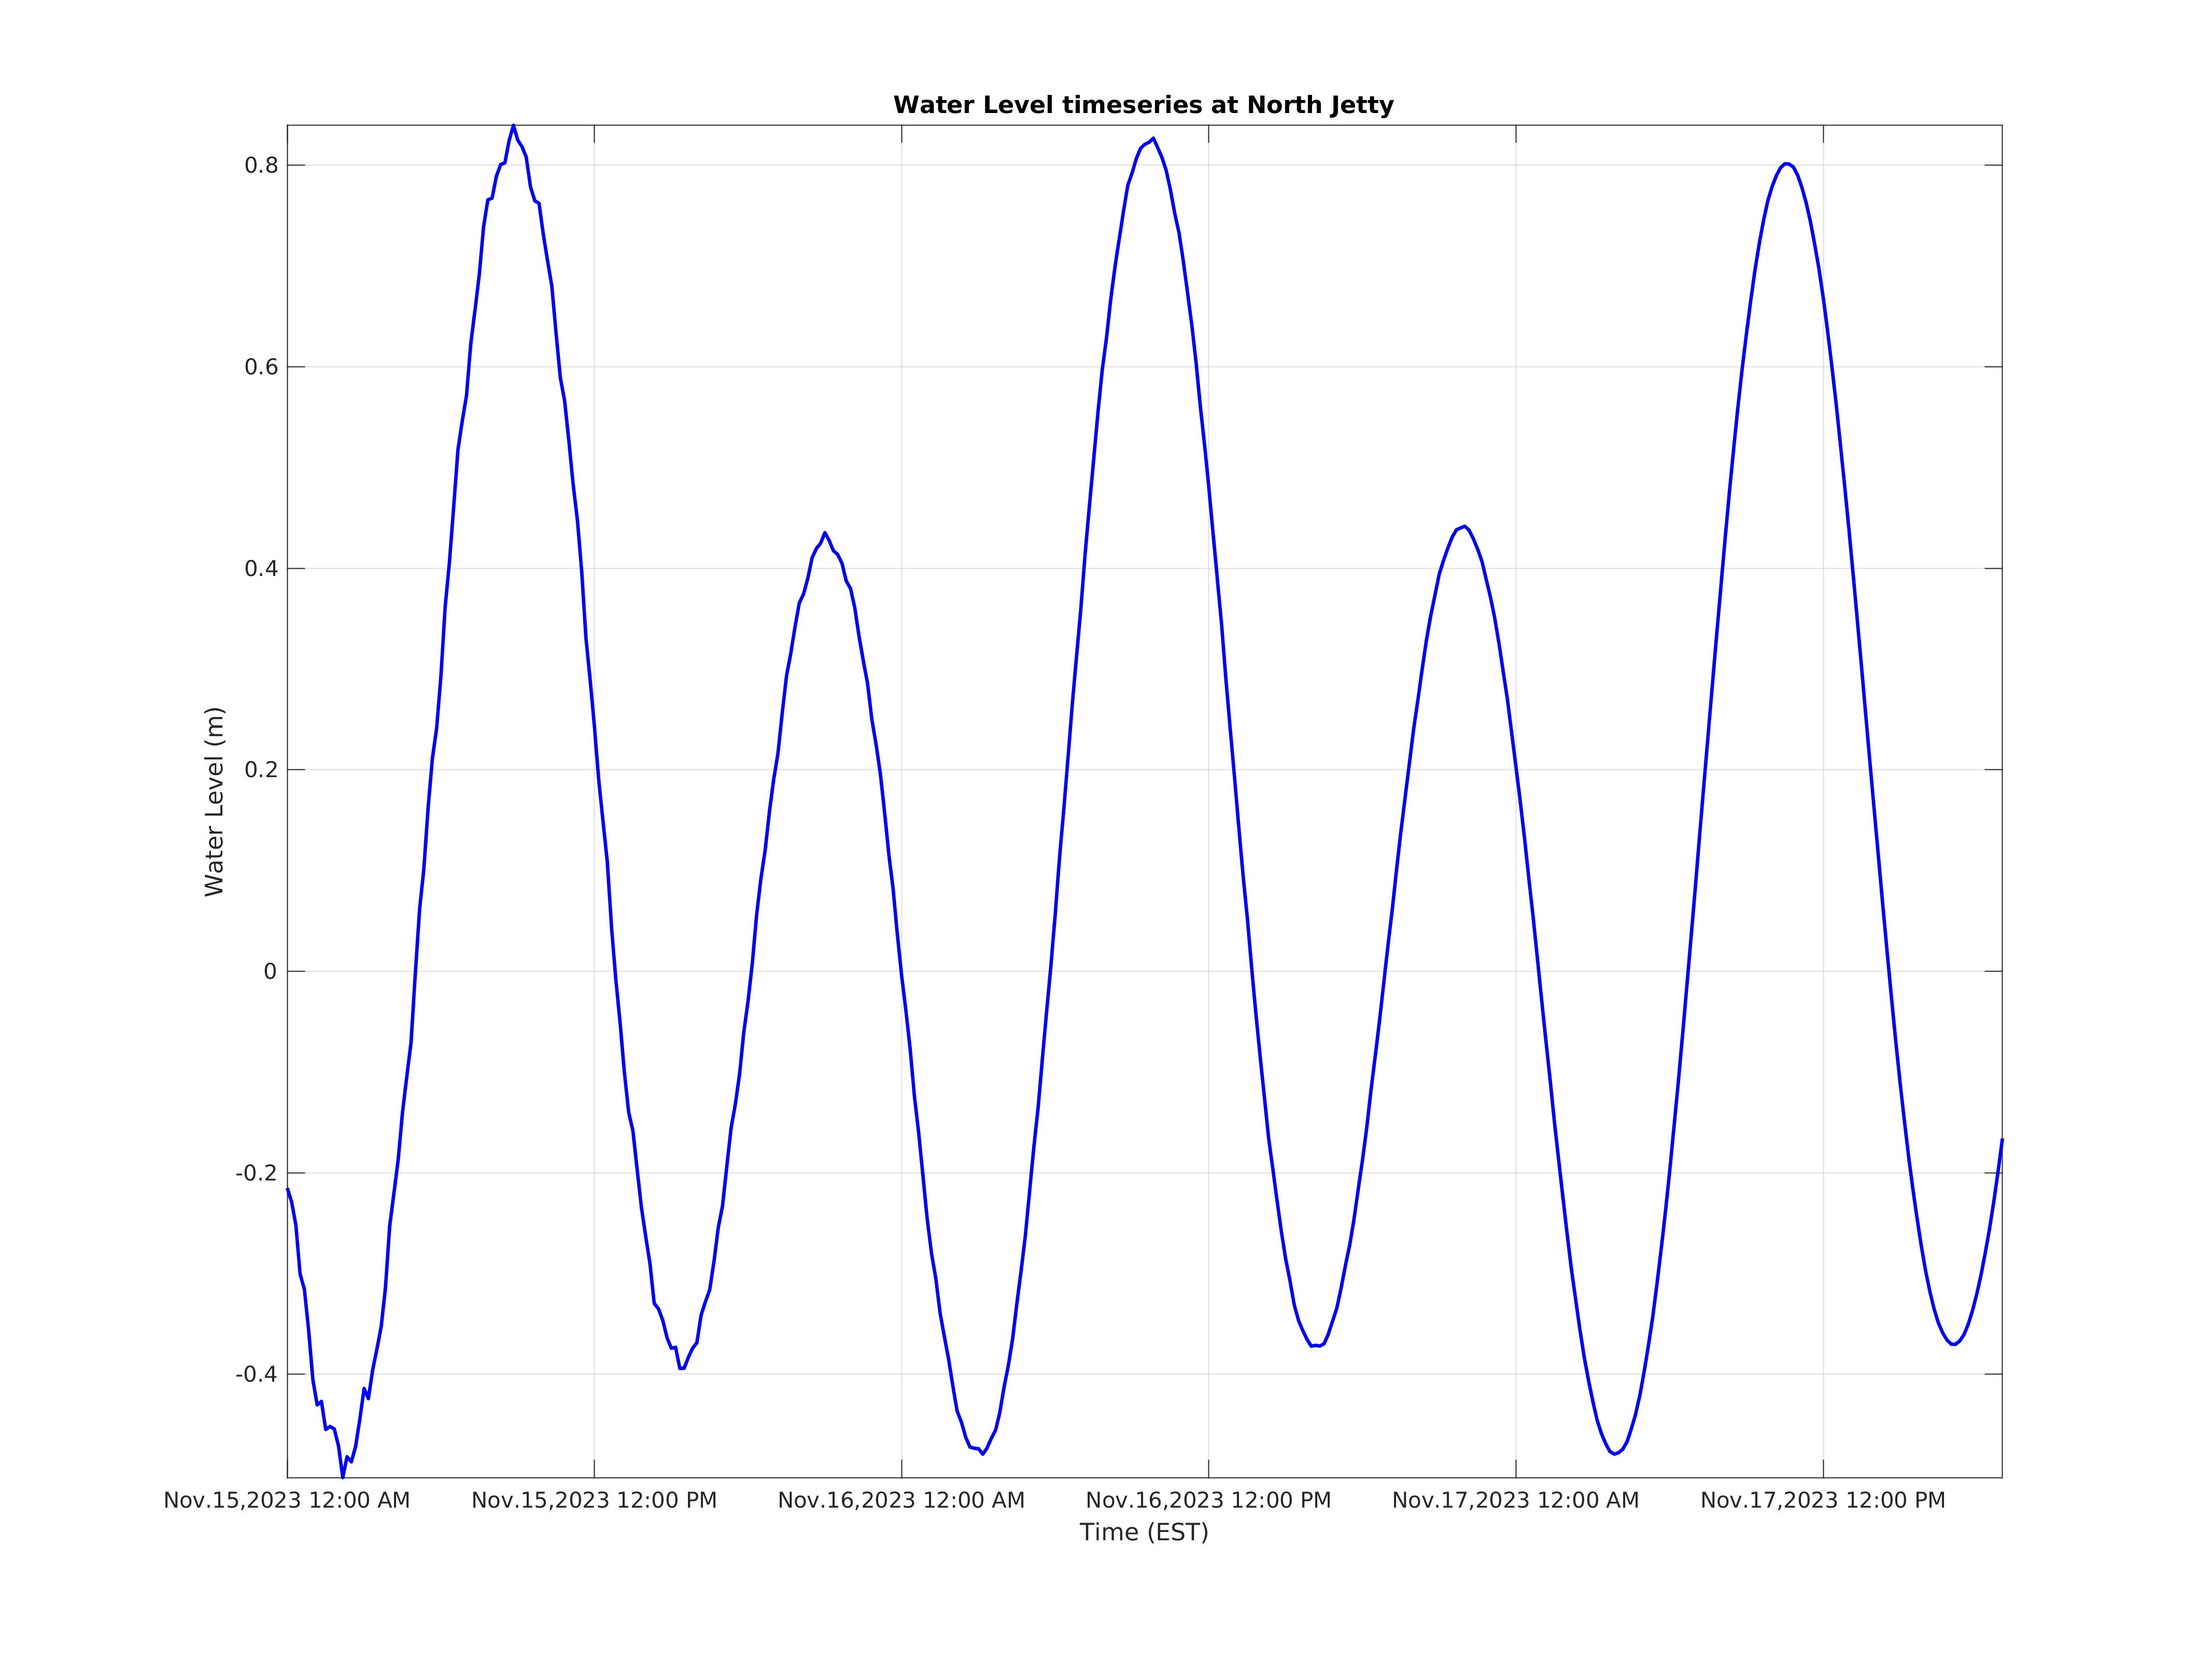 Water Level timeseries at North Jetty
0.8
0.6
0.4
0.2
0
-0.2
-0.4
Water Level (m)
Nov.15,2023 12:00 AM Nov.15,2023 12:00 PM Nov.16,2023 12:00 AM Nov.16,2023 12:00 PM Nov.17,2023 12:00 AM Nov.17,2023 12:00 PM
Time (EST)